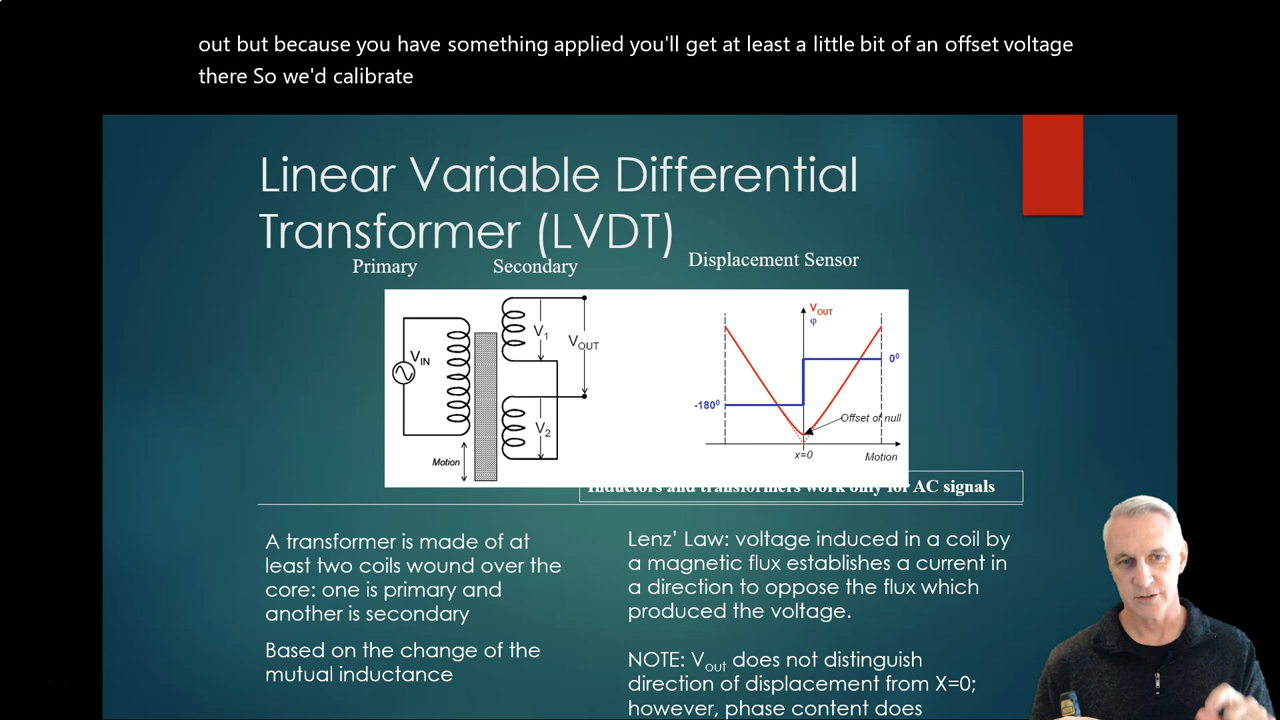 out but because you have something applied you'll get at least a little bit of an offset voltage
there So we'd calibrate
Linear Variable Differential
Transformer (LVDT)
Primary
Secondary
Displacement Sensor
VIN
V1
VOUT
V2
Motion
VOUT
φ
0⁰
-180⁰
Offset of null
x=0
Motion
Inductors and transformers work only for AC signals
A transformer is made of at
least two coils wound over the
core: one is primary and
another is secondary
Based on the change of the
mutual inductance
Lenz’ Law: voltage induced in a coil by
a magnetic flux establishes a current in
a direction to oppose the flux which
produced the voltage.
NOTE: Vout does not distinguish
direction of displacement from X=0;
however, phase content does